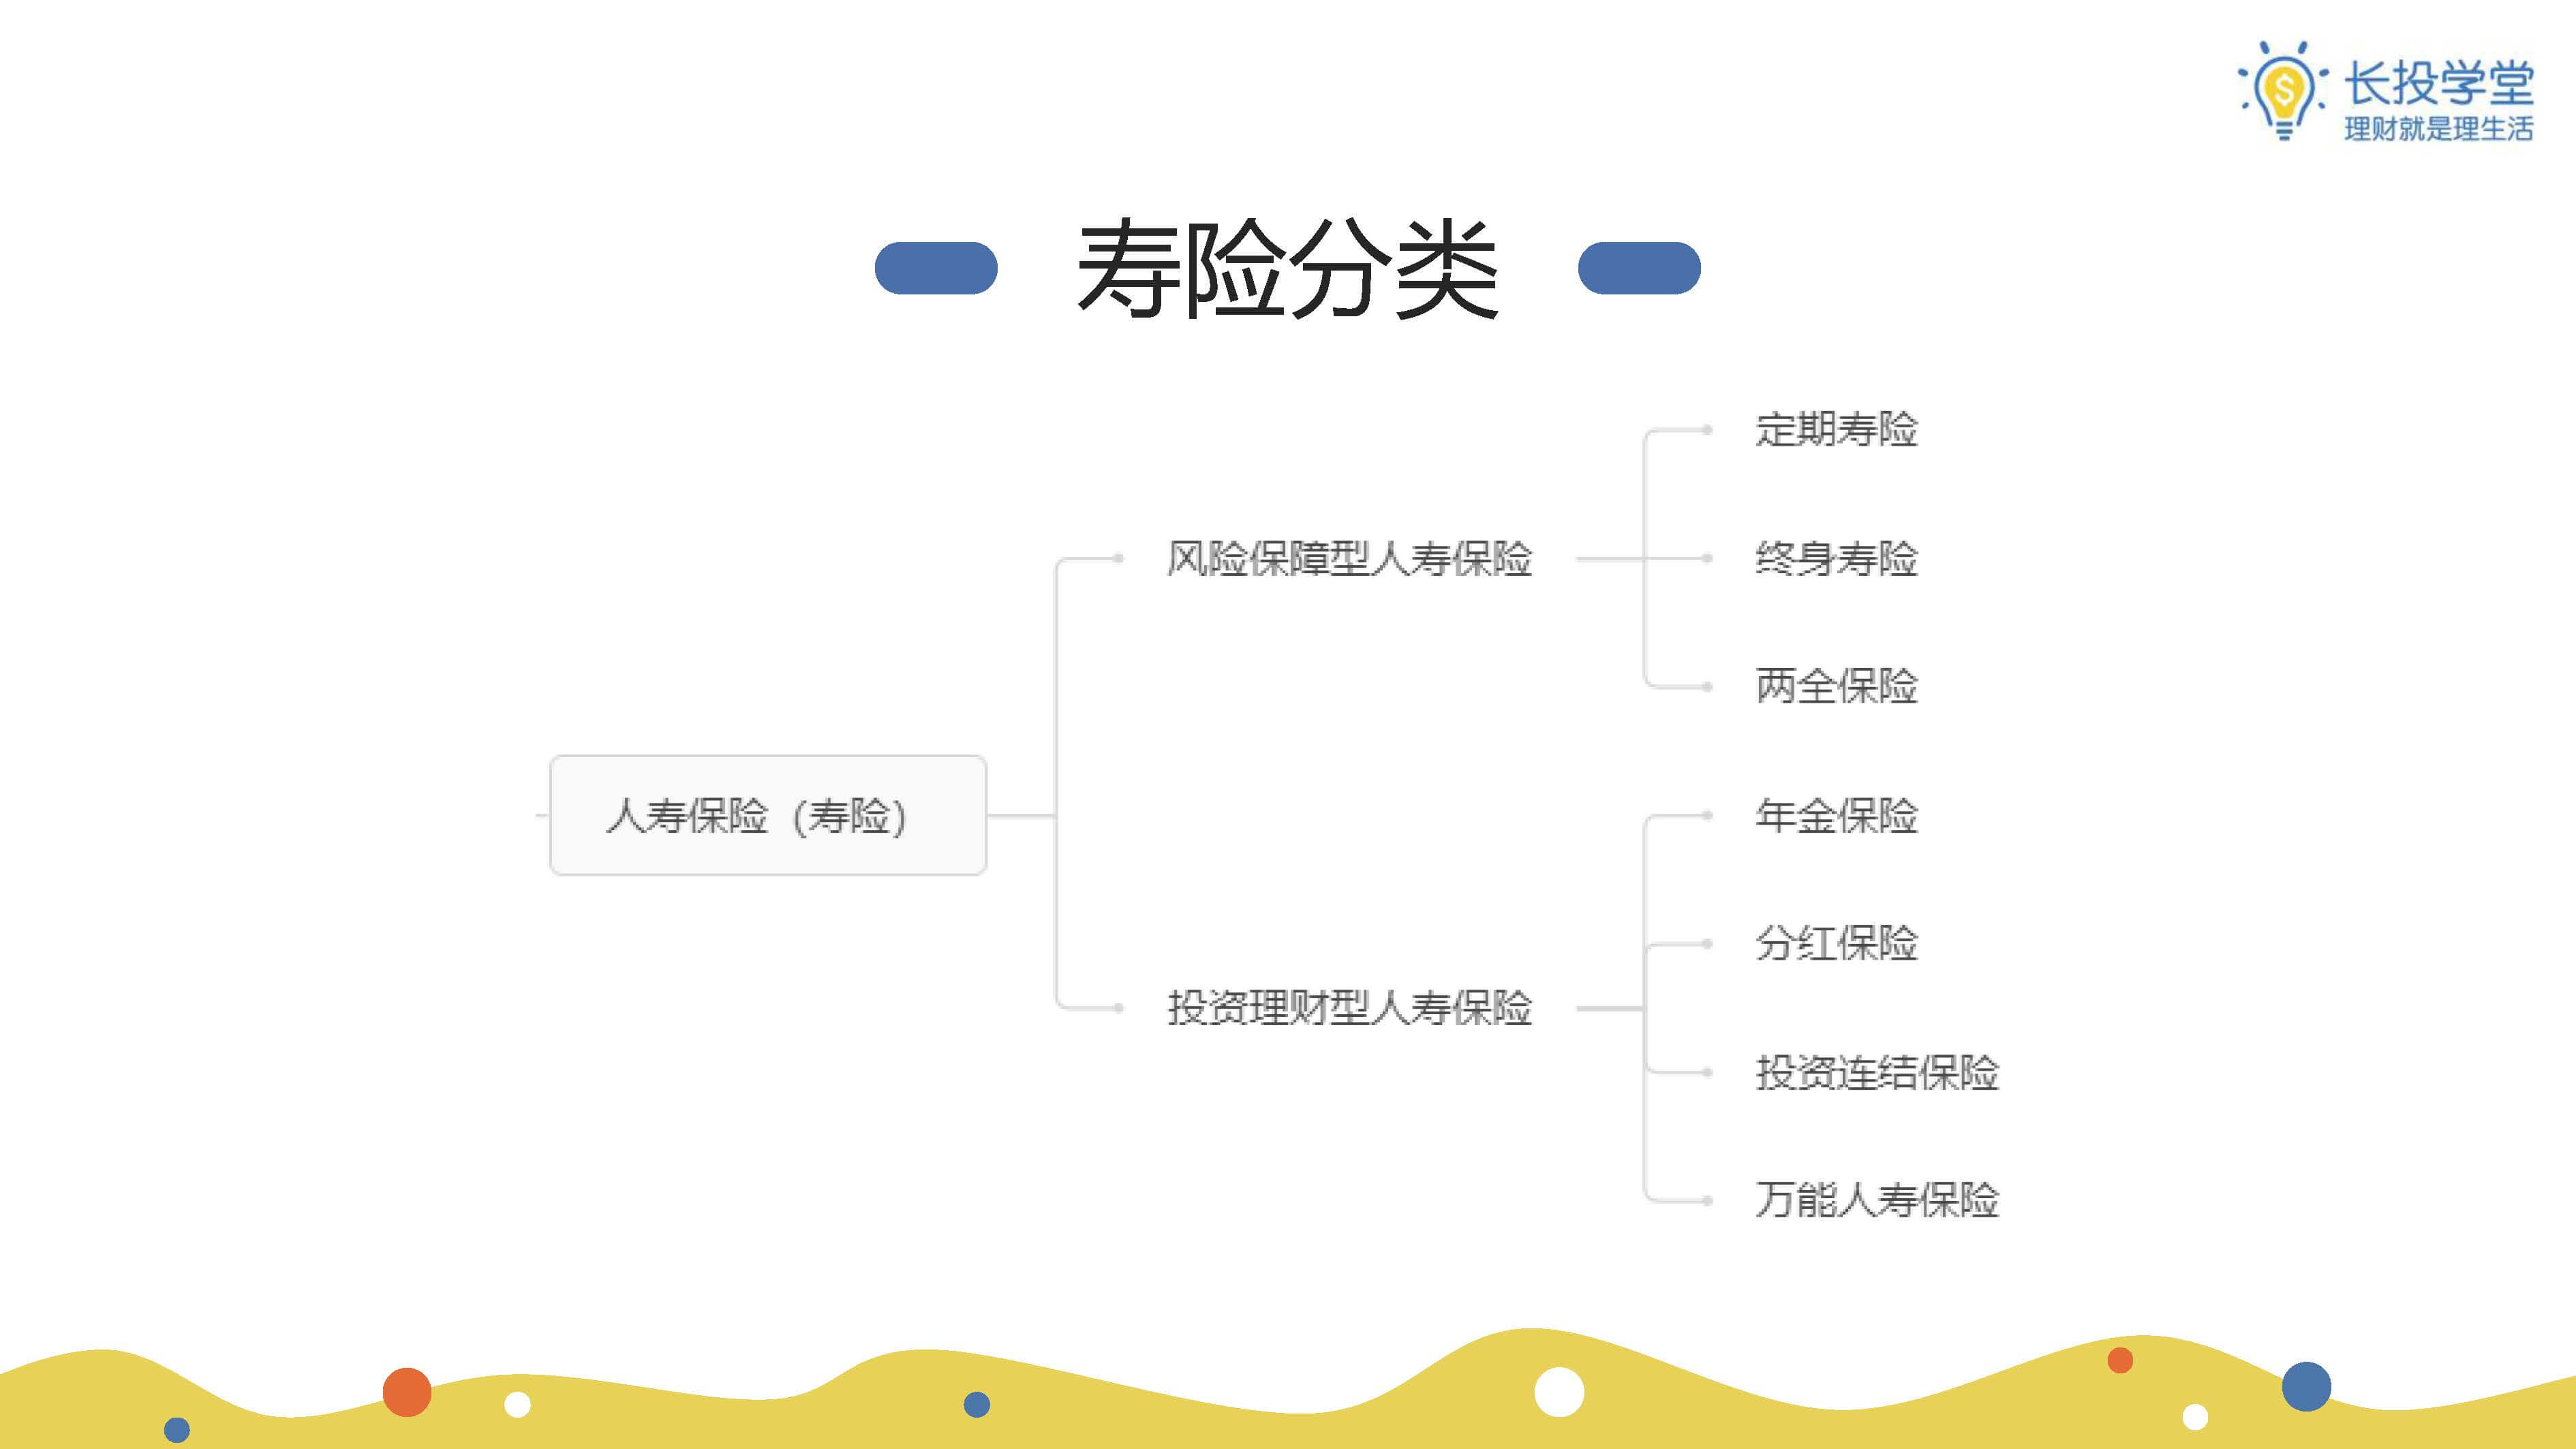 长投学堂
理财就是理生活
寿险分类
人寿保险（寿险）
风险保障型人寿保险
定期寿险
终身寿险
两全保险
投资理财型人寿保险
年金保险
分红保险
投资连结保险
万能人寿保险